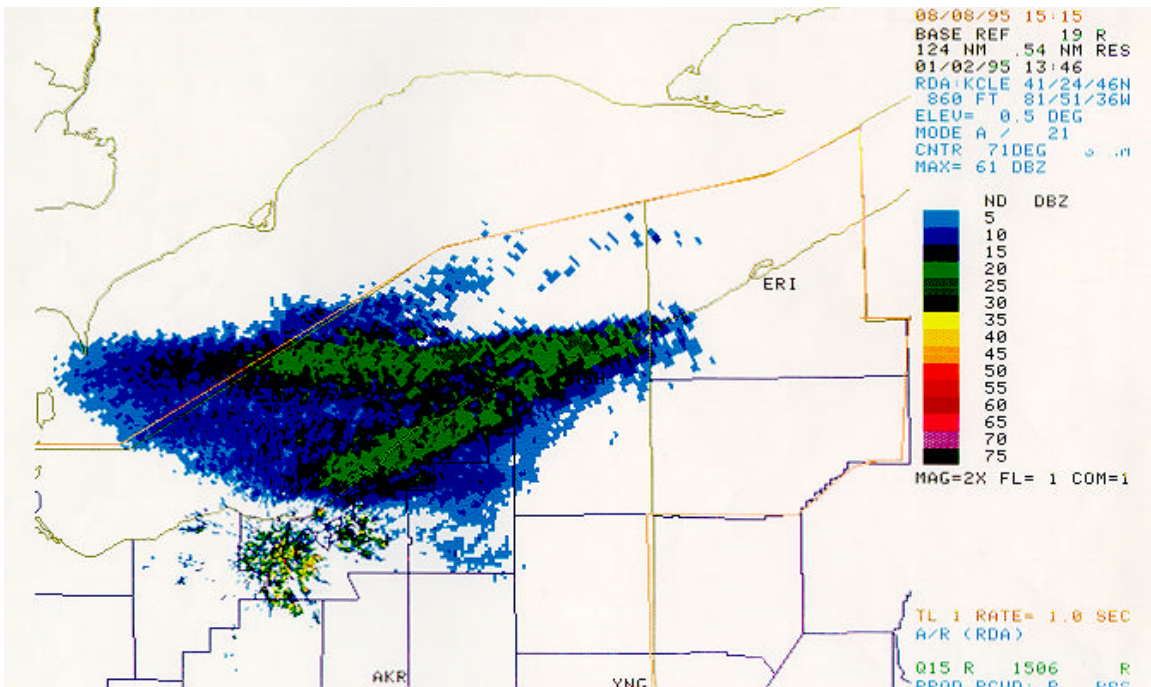 08/08/95 15:15
BASE REF 19 R
124 NM .54 NM RES
01/02/95 13:46
RDA:KCLE 41/24/46N
860 FT 81/51/36W
ELEV= 0.5 DEG
MODE A / 21
CNTR 71DEG
MAX= 61 DBZ
ND DBZ
5
10
15
20
25
30
35
40
45
50
55
60
65
70
75
MAG=2X FL= 1 COM=1
ERI
AKR
YNG
TL 1 RATE= 1.0 SEC
A/R (RDA)
Q15 R 1506 R